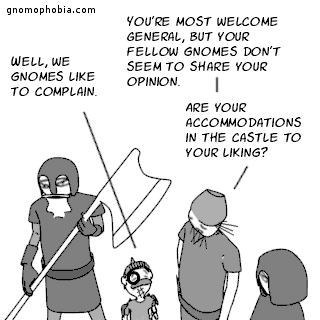 gnomophobia.com
YOU'RE MOST WELCOME
GENERAL, BUT YOUR
FELLOW GNOMES DON'T
SEEM TO SHARE YOUR
OPINION.
WELL, WE
GNOMES LIKE
TO COMPLAIN.
ARE YOUR
ACCOMMODATIONS
IN THE CASTLE TO
YOUR LIKING?